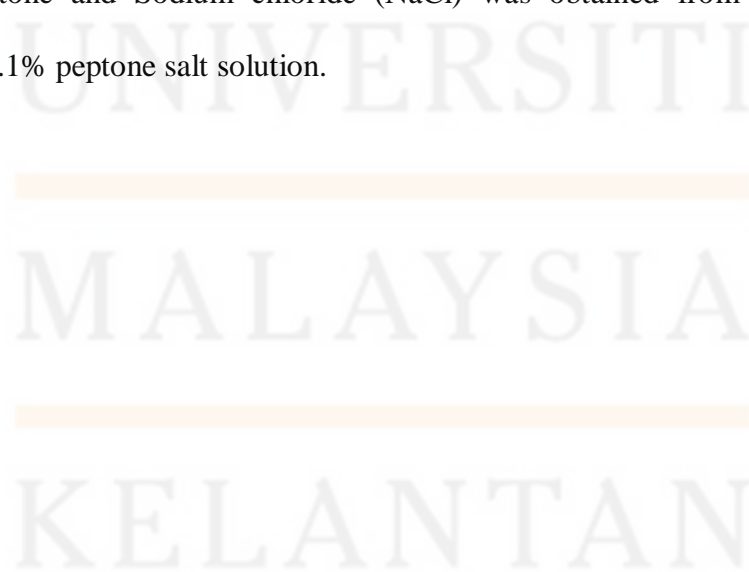 tone and Sodium chloride (NaCl) was obtained from
.1% peptone salt solution.
UNIVERSITI
MALAYSIA
KELANTAN